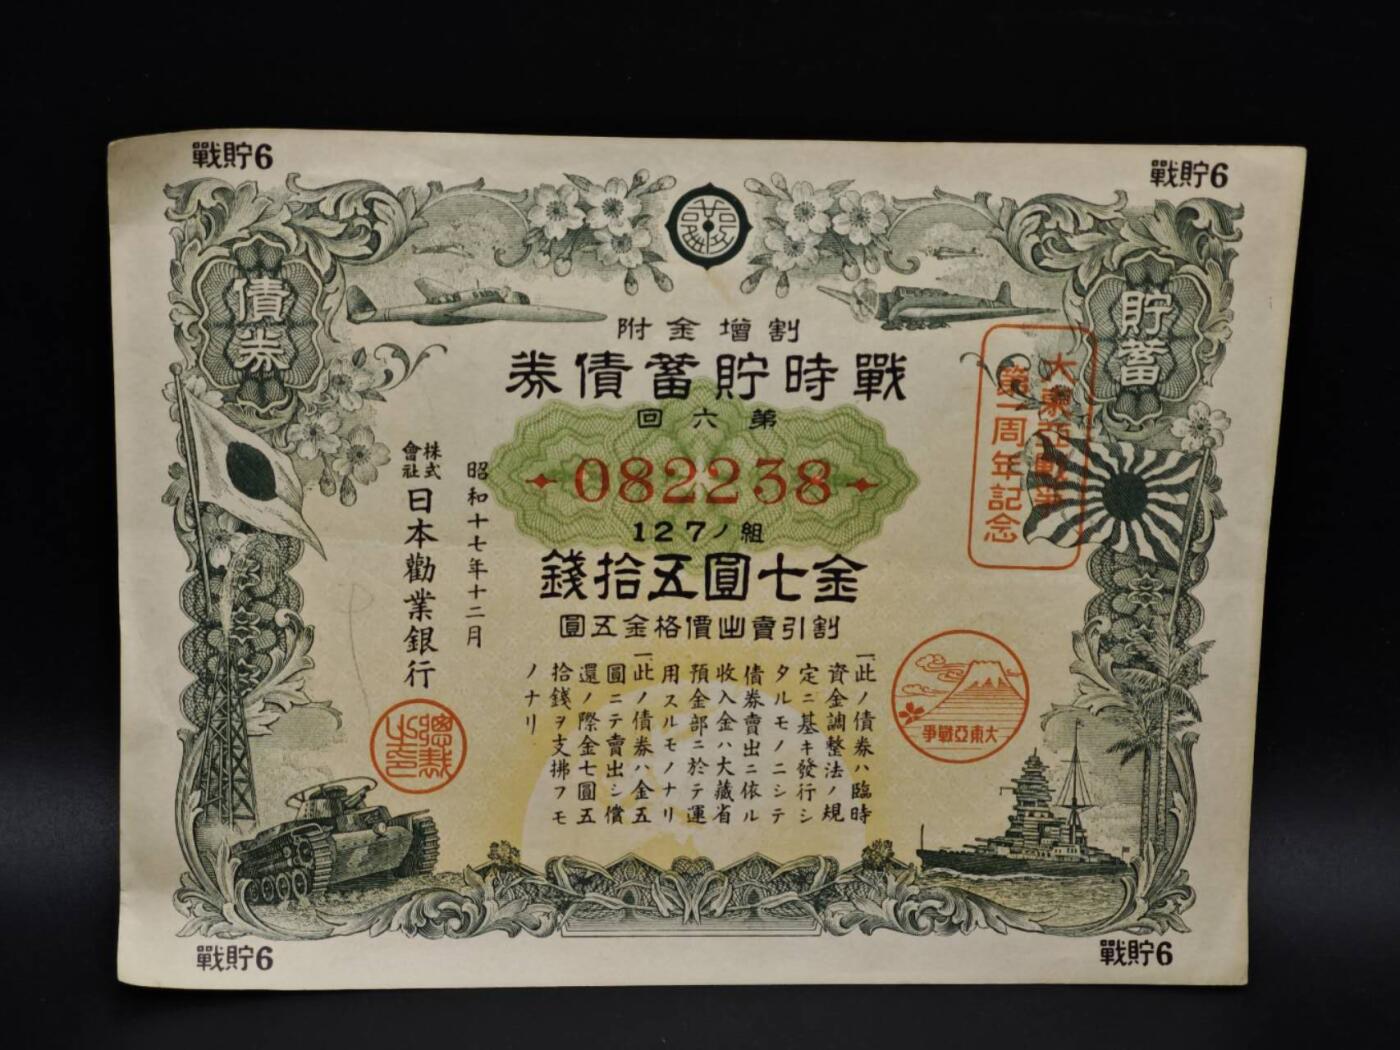 戰貯6
戰貯6
貯蓄
債券
割增金附
戰時貯蓄債券
第六回
082238
127ノ組
金七圓五拾錢
割引賣出價格金五圓
大東亞戰爭
第一周年記念
一、此ノ債券ハ臨時
資金調整法ノ規
定ニ基キ發行シ
タルモノニシテ
債券賣出ニ依ル
收入金ハ大藏省
預金部ニ於テ運
用スルモノナリ
一、此ノ債券ハ金五
圓ニテ賣出シ償
還ノ際金七圓五
拾錢ヲ支拂フモ
ノナリ
昭和十七年十二月
株式會社日本勸業銀行
總裁之印
大東亞戰爭
戰貯6
戰貯6